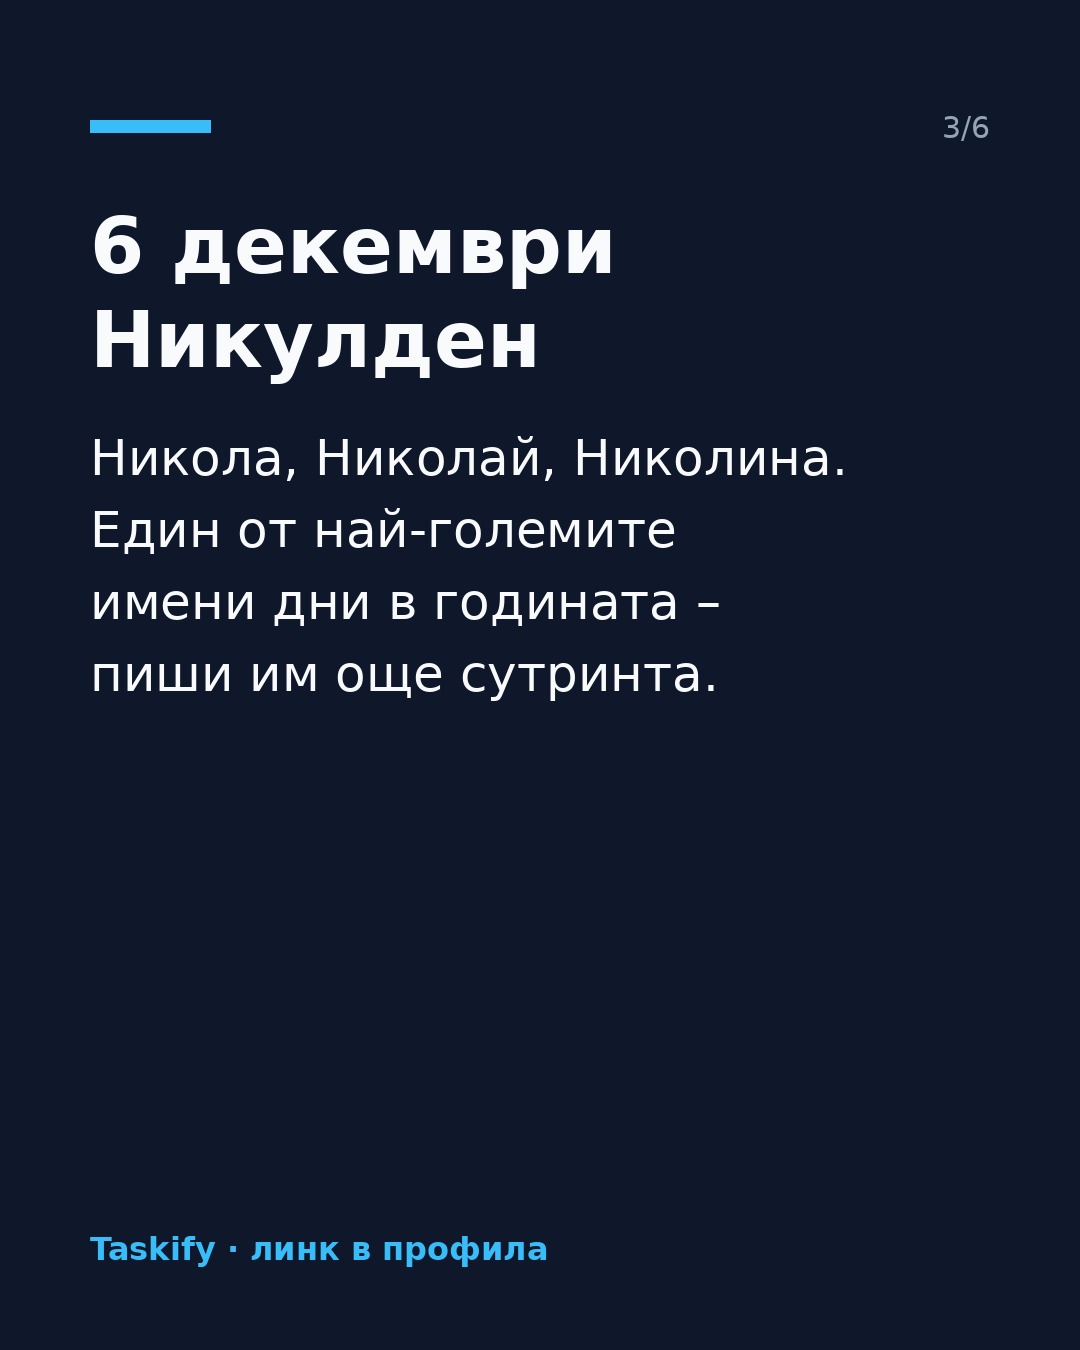 3/6
6 декември
Никулден
Никола, Николай, Николина.
Един от най-големите
имени дни в годината –
пиши им още сутринта.
Taskify · линк в профила